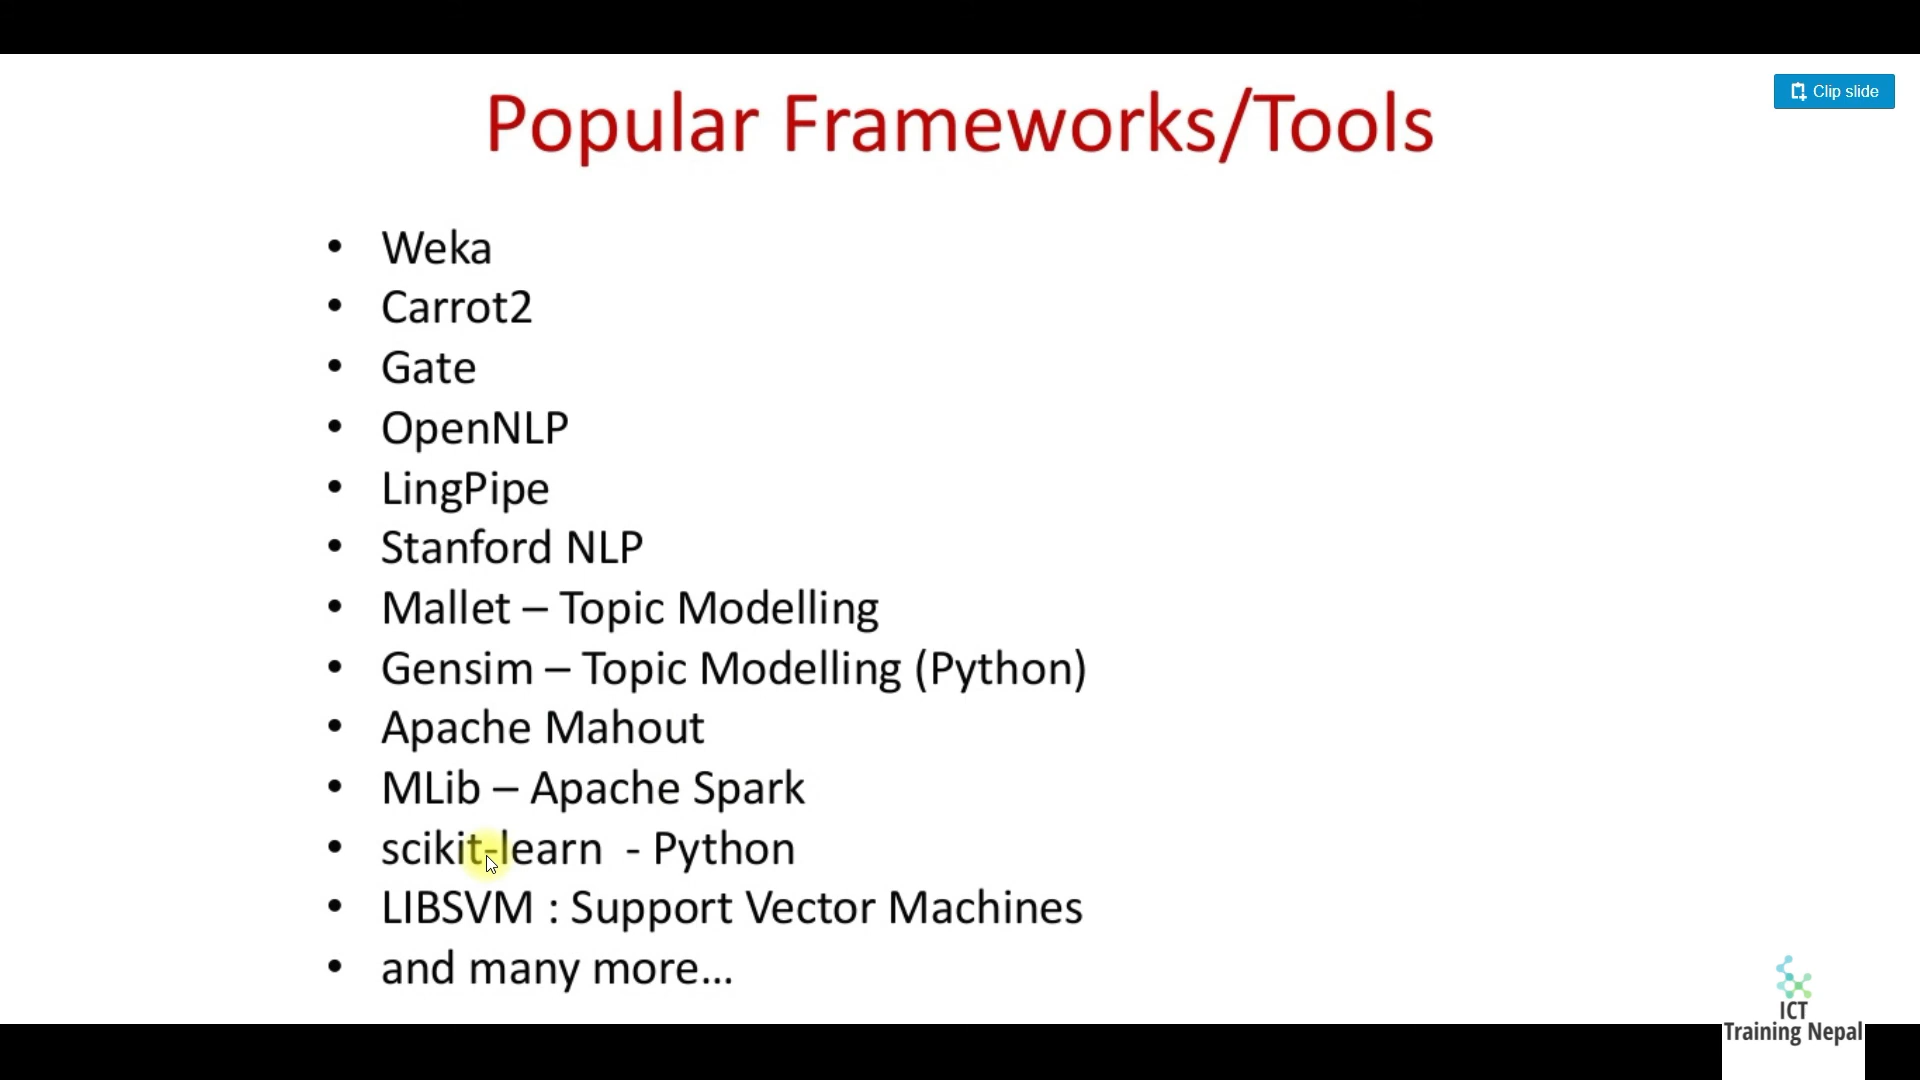 Clip slide
Popular Frameworks/Tools
• Weka
• Carrot2
• Gate
• OpenNLP
• LingPipe
• Stanford NLP
• Mallet – Topic Modelling
• Gensim – Topic Modelling (Python)
• Apache Mahout
• MLib – Apache Spark
• scikit-learn - Python
• LIBSVM : Support Vector Machines
• and many more...
ICT
Training Nepal